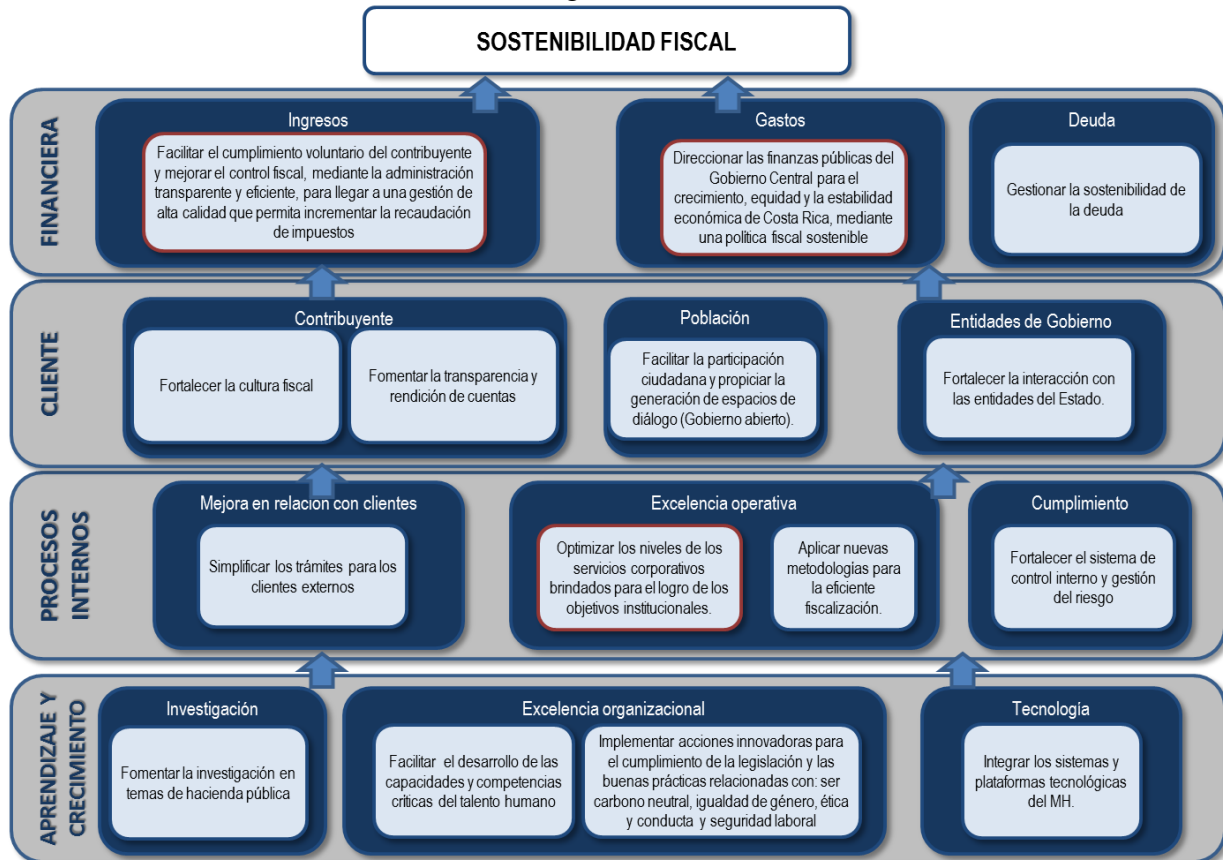 SOSTENIBILIDAD FISCAL
FINANCIERA
Ingresos
Facilitar el cumplimiento voluntario del contribuyente
y mejorar el control fiscal, mediante la administración
transparente y eficiente, para llegar a una gestión de
alta calidad que permita incrementar la recaudación
de impuestos
Gastos
Direccionar las finanzas públicas del
Gobierno Central para el
crecimiento, equidad y la estabilidad
económica de Costa Rica, mediante
una política fiscal sostenible
Deuda
Gestionar la sostenibilidad de
la deuda
CLIENTE
Contribuyente
Fortalecer la cultura fiscal
Fomentar la transparencia y
rendición de cuentas
Población
Facilitar la participación
ciudadana y propiciar la
generación de espacios de
diálogo (Gobierno abierto).
Entidades de Gobierno
Fortalecer la interacción con
las entidades del Estado.
PROCESOS
INTERNOS
Mejora en relación con clientes
Simplificar los trámites para los
clientes externos
Excelencia operativa
Optimizar los niveles de los
servicios corporativos
brindados para el logro de los
objetivos institucionales.
Aplicar nuevas
metodologías para
la eficiente
fiscalización.
Cumplimiento
Fortalecer el sistema de
control interno y gestión
del riesgo
APRENDIZAJE Y
CRECIMIENTO
Investigación
Fomentar la investigación en
temas de hacienda pública
Excelencia organizacional
Facilitar el desarrollo de las
capacidades y competencias
críticas del talento humano
Implementar acciones innovadoras para
el cumplimiento de la legislación y las
buenas prácticas relacionadas con: ser
carbono neutral, igualdad de género, ética
y conducta y seguridad laboral
Tecnología
Integrar los sistemas y
plataformas tecnológicas
del MH.